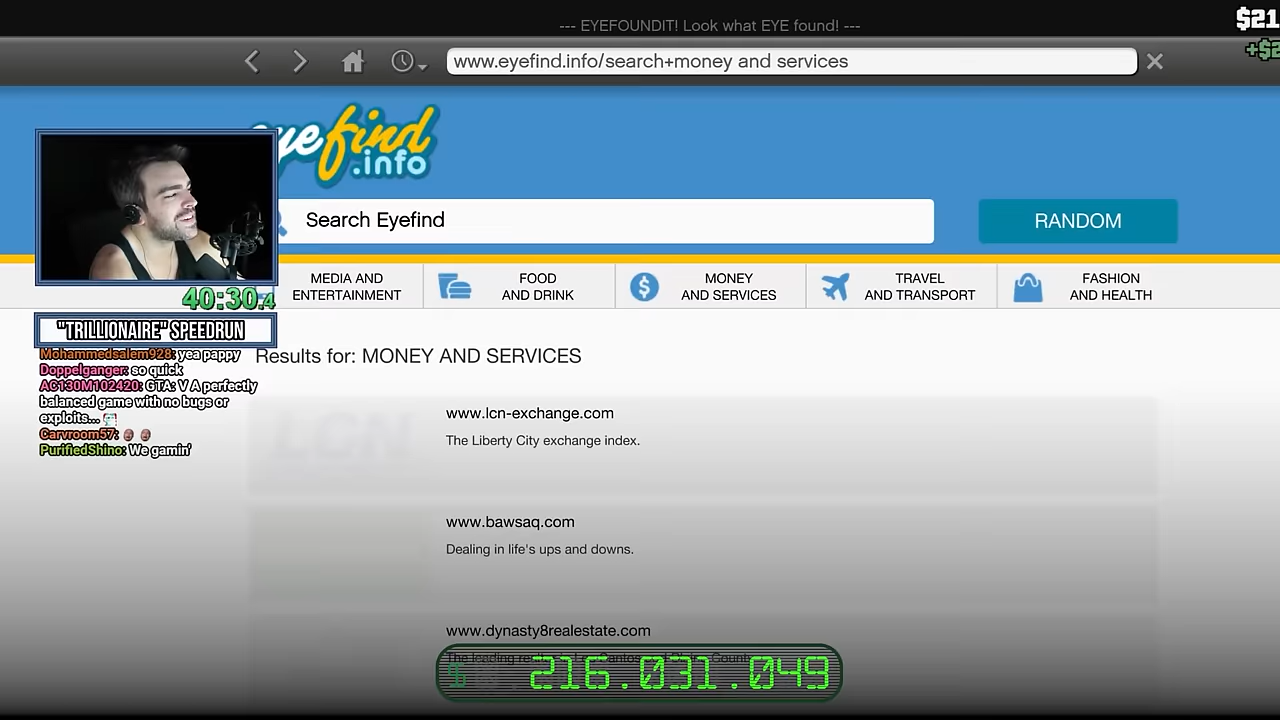 --- EYEFOUNDIT! Look what EYE found! ---
$21
+$2
www.eyefind.info/search+money and services
eyefind
.info
Search Eyefind
RANDOM
MEDIA AND
ENTERTAINMENT
FOOD
AND DRINK
MONEY
AND SERVICES
TRAVEL
AND TRANSPORT
FASHION
AND HEALTH
40:30.4
"TRILLIONAIRE" SPEEDRUN
Mohammedsalem928: yea pappy
Doppelganger: so quick
AC130M102420: GTA: V A perfectly
balanced game with no bugs or
exploits...
Carvroom57:
PurifiedShino: We gamin'
Results for: MONEY AND SERVICES
LCN
www.lcn-exchange.com
The Liberty City exchange index.
www.bawsaq.com
Dealing in life's ups and downs.
www.dynasty8realestate.com
The leading
$ 216.031.049